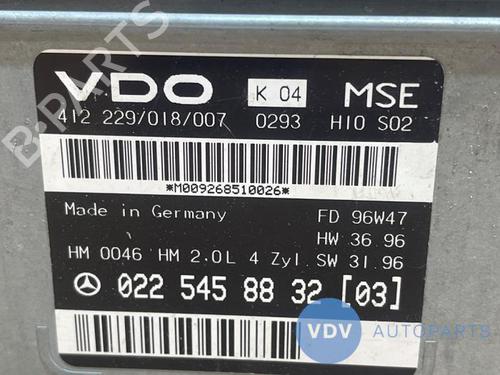 VDO K 04 MSE
412 229/018/007 0293 H10 S02
*M009268510026*
Made in Germany FD 96W47
HW 36 96
HM 0046 HM 2.0L 4 Zyl. SW 31.96
022 545 88 32 [03]
VDV AUTOPARTS
B-PARTS